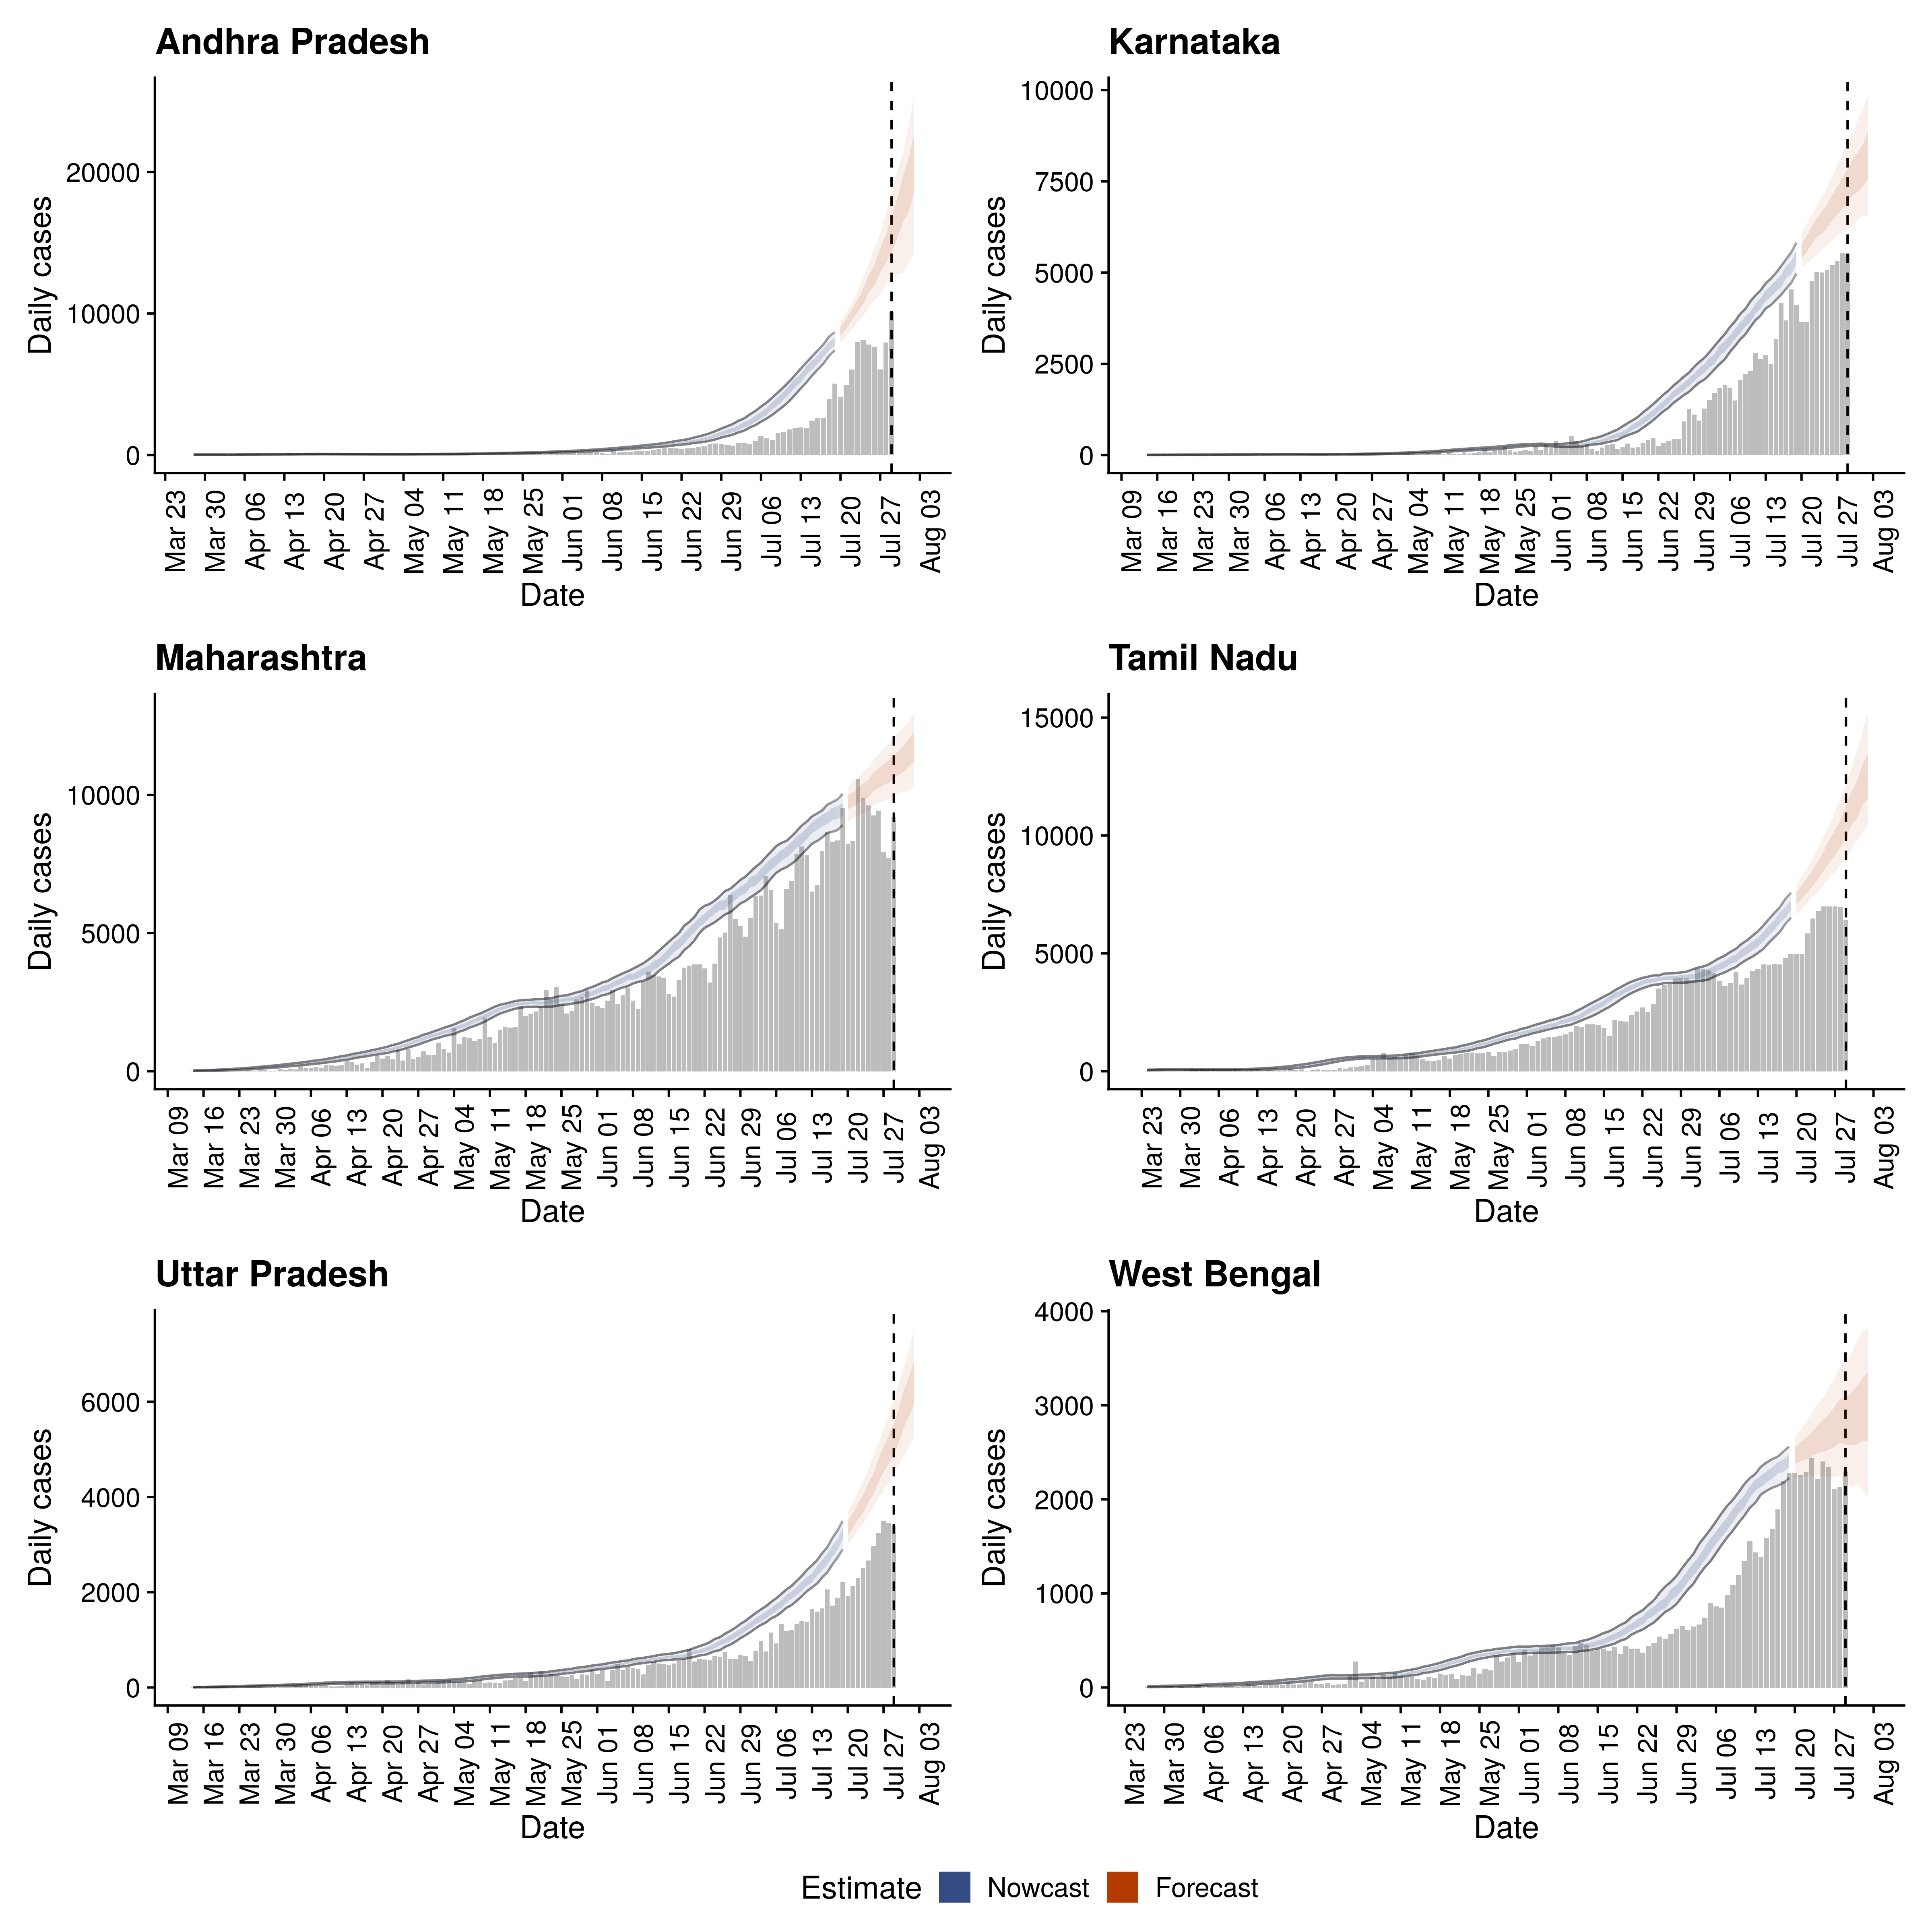 Andhra Pradesh
Daily cases
20000
10000
0
Mar 23
Mar 30
Apr 06
Apr 13
Apr 20
Apr 27
May 04
May 11
May 18
May 25
Jun 01
Jun 08
Jun 15
Jun 22
Jun 29
Jul 06
Jul 13
Jul 20
Jul 27
Aug 03
Date
Karnataka
Daily cases
10000
7500
5000
2500
0
Mar 09
Mar 16
Mar 23
Mar 30
Apr 06
Apr 13
Apr 20
Apr 27
May 04
May 11
May 18
May 25
Jun 01
Jun 08
Jun 15
Jun 22
Jun 29
Jul 06
Jul 13
Jul 20
Jul 27
Aug 03
Date
Maharashtra
Daily cases
10000
5000
0
Mar 09
Mar 16
Mar 23
Mar 30
Apr 06
Apr 13
Apr 20
Apr 27
May 04
May 11
May 18
May 25
Jun 01
Jun 08
Jun 15
Jun 22
Jun 29
Jul 06
Jul 13
Jul 20
Jul 27
Aug 03
Date
Tamil Nadu
Daily cases
15000
10000
5000
0
Mar 23
Mar 30
Apr 06
Apr 13
Apr 20
Apr 27
May 04
May 11
May 18
May 25
Jun 01
Jun 08
Jun 15
Jun 22
Jun 29
Jul 06
Jul 13
Jul 20
Jul 27
Aug 03
Date
Uttar Pradesh
Daily cases
6000
4000
2000
0
Mar 09
Mar 16
Mar 23
Mar 30
Apr 06
Apr 13
Apr 20
Apr 27
May 04
May 11
May 18
May 25
Jun 01
Jun 08
Jun 15
Jun 22
Jun 29
Jul 06
Jul 13
Jul 20
Jul 27
Aug 03
Date
West Bengal
Daily cases
4000
3000
2000
1000
0
Mar 23
Mar 30
Apr 06
Apr 13
Apr 20
Apr 27
May 04
May 11
May 18
May 25
Jun 01
Jun 08
Jun 15
Jun 22
Jun 29
Jul 06
Jul 13
Jul 20
Jul 27
Aug 03
Date
Estimate Nowcast Forecast